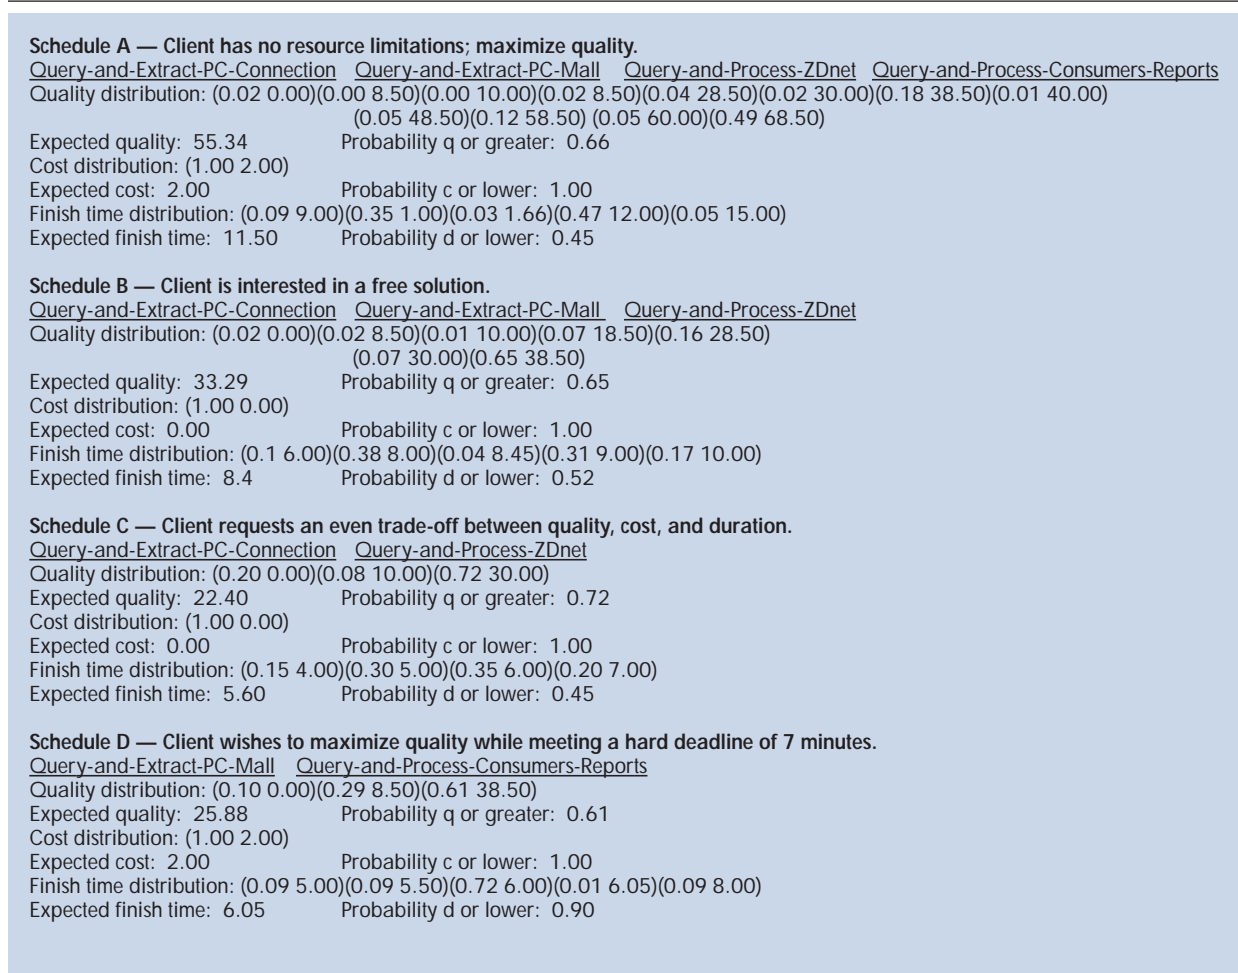 Schedule A — Client has no resource limitations; maximize quality.
Query-and-Extract-PC-Connection Query-and-Extract-PC-Mall Query-and-Process-ZDnet Query-and-Process-Consumers-Reports
Quality distribution: (0.02 0.00)(0.00 8.50)(0.00 10.00)(0.02 8.50)(0.04 28.50)(0.02 30.00)(0.18 38.50)(0.01 40.00)
(0.05 48.50)(0.12 58.50) (0.05 60.00)(0.49 68.50)
Expected quality: 55.34 Probability q or greater: 0.66
Cost distribution: (1.00 2.00)
Expected cost: 2.00 Probability c or lower: 1.00
Finish time distribution: (0.09 9.00)(0.35 1.00)(0.03 1.66)(0.47 12.00)(0.05 15.00)
Expected finish time: 11.50 Probability d or lower: 0.45
Schedule B — Client is interested in a free solution.
Query-and-Extract-PC-Connection Query-and-Extract-PC-Mall Query-and-Process-ZDnet
Quality distribution: (0.02 0.00)(0.02 8.50)(0.01 10.00)(0.07 18.50)(0.16 28.50)
(0.07 30.00)(0.65 38.50)
Expected quality: 33.29 Probability q or greater: 0.65
Cost distribution: (1.00 0.00)
Expected cost: 0.00 Probability c or lower: 1.00
Finish time distribution: (0.1 6.00)(0.38 8.00)(0.04 8.45)(0.31 9.00)(0.17 10.00)
Expected finish time: 8.4 Probability d or lower: 0.52
Schedule C — Client requests an even trade-off between quality, cost, and duration.
Query-and-Extract-PC-Connection Query-and-Process-ZDnet
Quality distribution: (0.20 0.00)(0.08 10.00)(0.72 30.00)
Expected quality: 22.40 Probability q or greater: 0.72
Cost distribution: (1.00 0.00)
Expected cost: 0.00 Probability c or lower: 1.00
Finish time distribution: (0.15 4.00)(0.30 5.00)(0.35 6.00)(0.20 7.00)
Expected finish time: 5.60 Probability d or lower: 0.45
Schedule D — Client wishes to maximize quality while meeting a hard deadline of 7 minutes.
Query-and-Extract-PC-Mall Query-and-Process-Consumers-Reports
Quality distribution: (0.10 0.00)(0.29 8.50)(0.61 38.50)
Expected quality: 25.88 Probability q or greater: 0.61
Cost distribution: (1.00 2.00)
Expected cost: 2.00 Probability c or lower: 1.00
Finish time distribution: (0.09 5.00)(0.09 5.50)(0.72 6.00)(0.01 6.05)(0.09 8.00)
Expected finish time: 6.05 Probability d or lower: 0.90